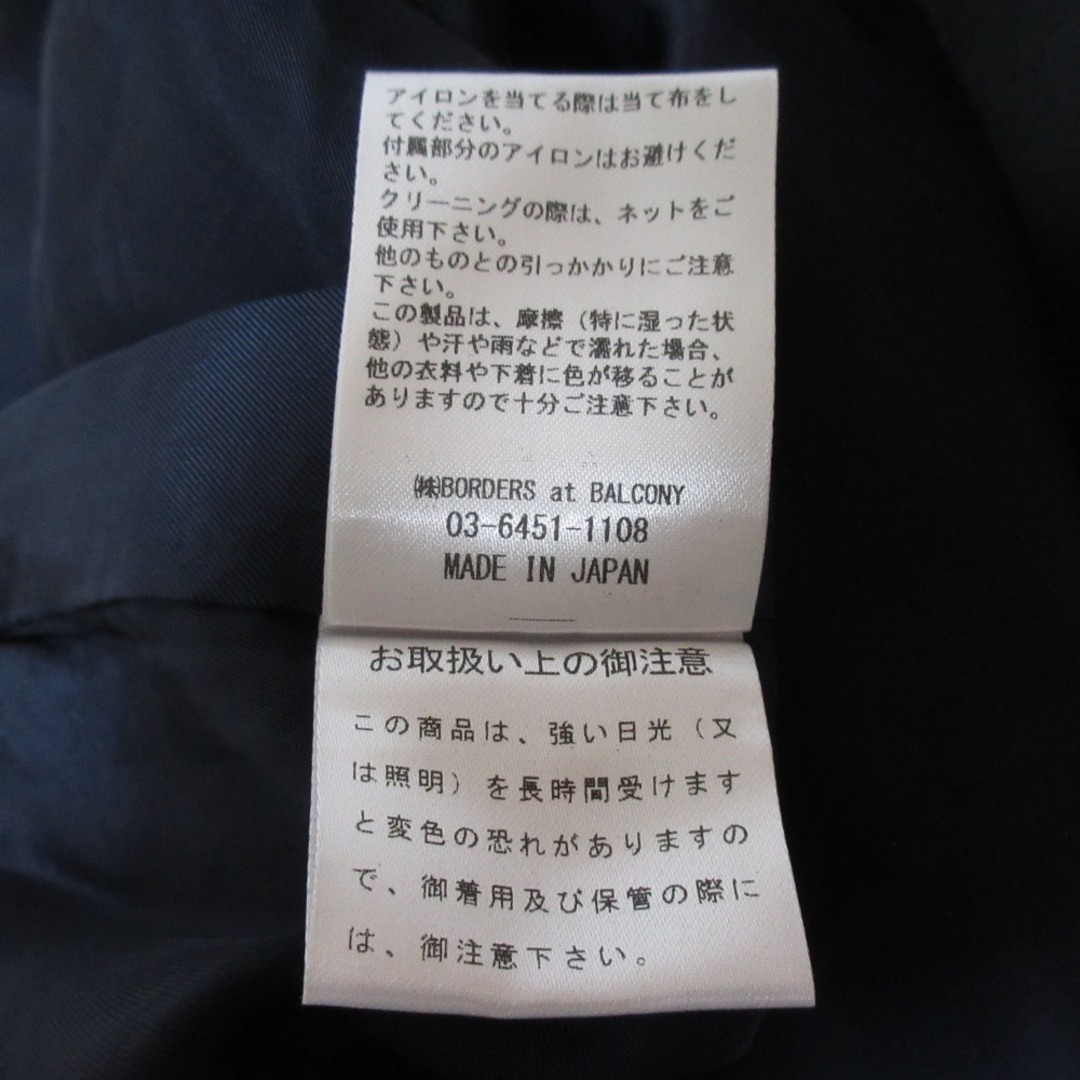 アイロンを当てる際は当て布をし
てください。
付属部分のアイロンはお避けくだ
さい。
クリーニングの際は、ネットをご
使用下さい。
他のものとの引っかかりにご注意
下さい。
この製品は、摩擦（特に湿った状
態）や汗や雨などで濡れた場合、
他の衣料や下着に色が移ることが
ありますので十分ご注意下さい。
㈱BORDERS at BALCONY
03-6451-1108
MADE IN JAPAN
お取扱い上の御注意
この商品は、強い日光（又
は照明）を長時間受けます
と変色の恐れがありますの
で、御着用及び保管の際に
は、御注意下さい。